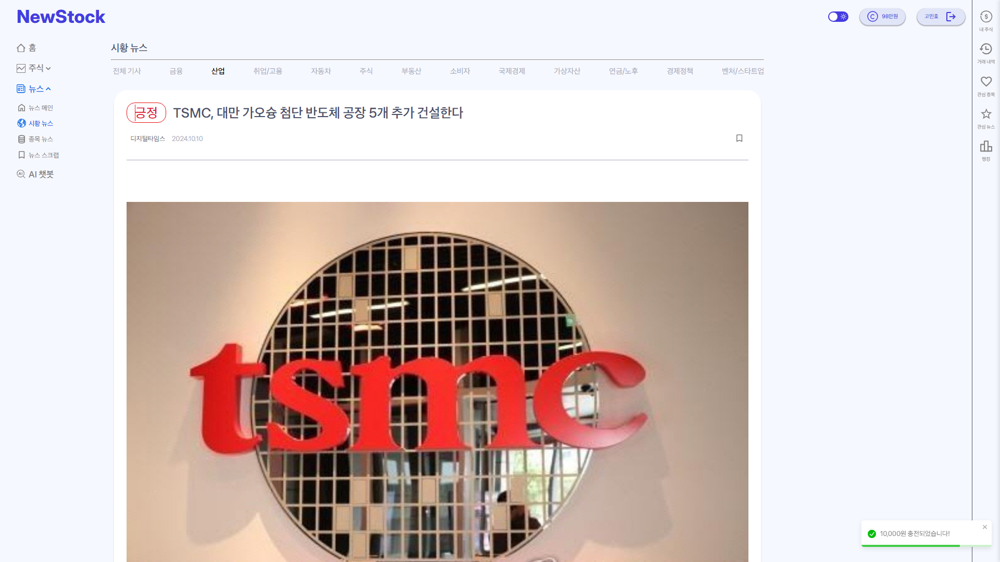 NewStock
98만원
고민호
내 주식
거래 내역
관심 종목
관심 뉴스
랭킹
홈
주식
뉴스
뉴스 메인
시황 뉴스
종목 뉴스
뉴스 스크랩
AI 챗봇
시황 뉴스
전체 기사 금융 산업 취업/고용 자동차 주식 부동산 소비자 국제경제 가상자산 연금/노후 경제정책 벤처/스타트업
긍정 TSMC, 대만 가오슝 첨단 반도체 공장 5개 추가 건설한다
디지털타임스 2024.10.10
tsmc
10,000원 충전되었습니다!